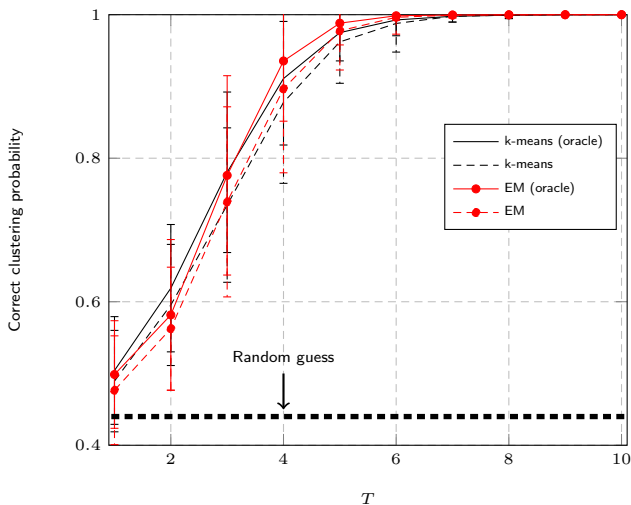 1
0.8
0.6
0.4
Correct clustering probability
k-means (oracle)
k-means
EM (oracle)
EM
Random guess
2
4
6
8
10
T